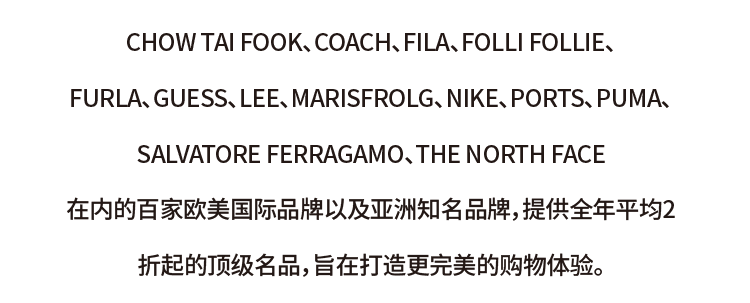 CHOW TAI FOOK、COACH、FILA、FOLLI FOLLIE、
FURLA、GUESS、LEE、MARISFROLG、NIKE、PORTS、PUMA、
SALVATORE FERRAGAMO、THE NORTH FACE
在内的百家欧美国际品牌以及亚洲知名品牌，提供全年平均2
折起的顶级名品，旨在打造更完美的购物体验。